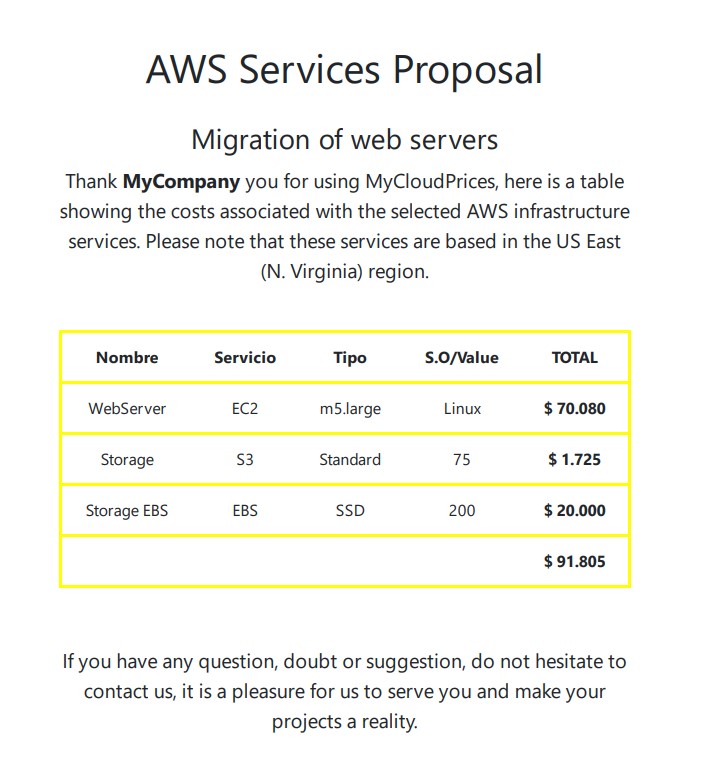 AWS Services Proposal
Migration of web servers
Thank MyCompany you for using MyCloudPrices, here is a table
showing the costs associated with the selected AWS infrastructure
services. Please note that these services are based in the US East
(N. Virginia) region.
Nombre Servicio Tipo S.O/Value TOTAL
WebServer EC2 m5.large Linux $ 70.080
Storage S3 Standard 75 $ 1.725
Storage EBS EBS SSD 200 $ 20.000
$ 91.805
If you have any question, doubt or suggestion, do not hesitate to
contact us, it is a pleasure for us to serve you and make your
projects a reality.